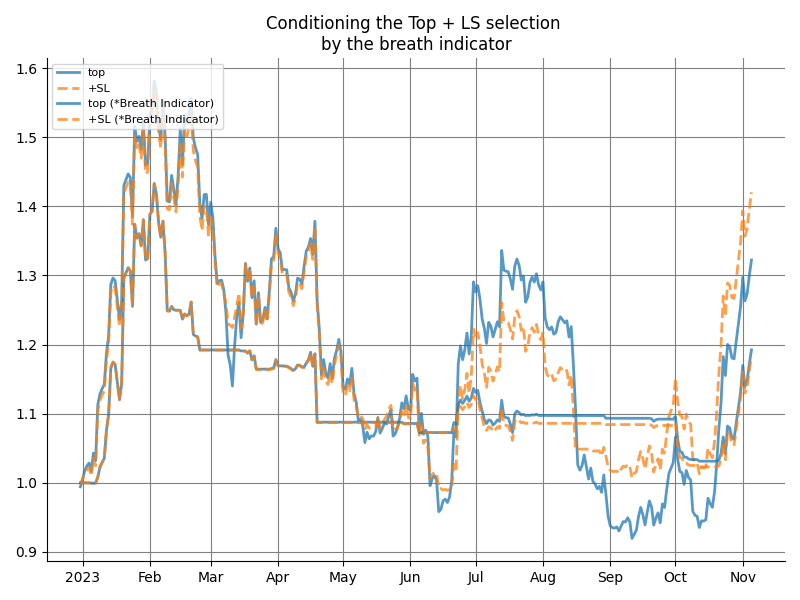 Conditioning the Top + LS selection
by the breath indicator
top
+SL
top (*Breath Indicator)
+SL (*Breath Indicator)
1.6
1.5
1.4
1.3
1.2
1.1
1.0
0.9
2023 Feb Mar Apr May Jun Jul Aug Sep Oct Nov